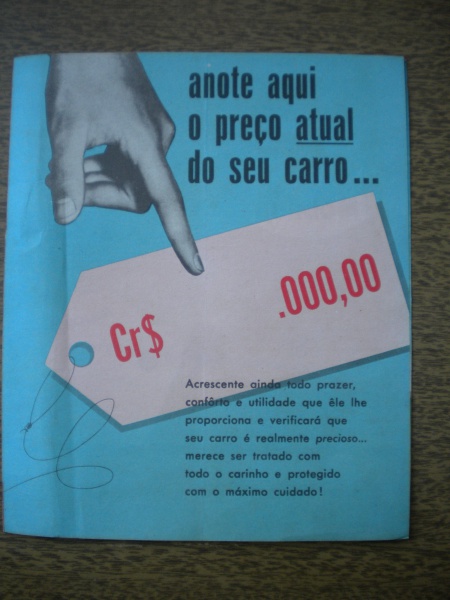 anote aqui
o preço atual
do seu carro...
Cr$ .000,00
Acrescente ainda todo prazer,
confôrto e utilidade que êle lhe
proporciona e verificará que
seu carro é realmente precioso...
merece ser tratado com
todo o carinho e protegido
com o máximo cuidado!